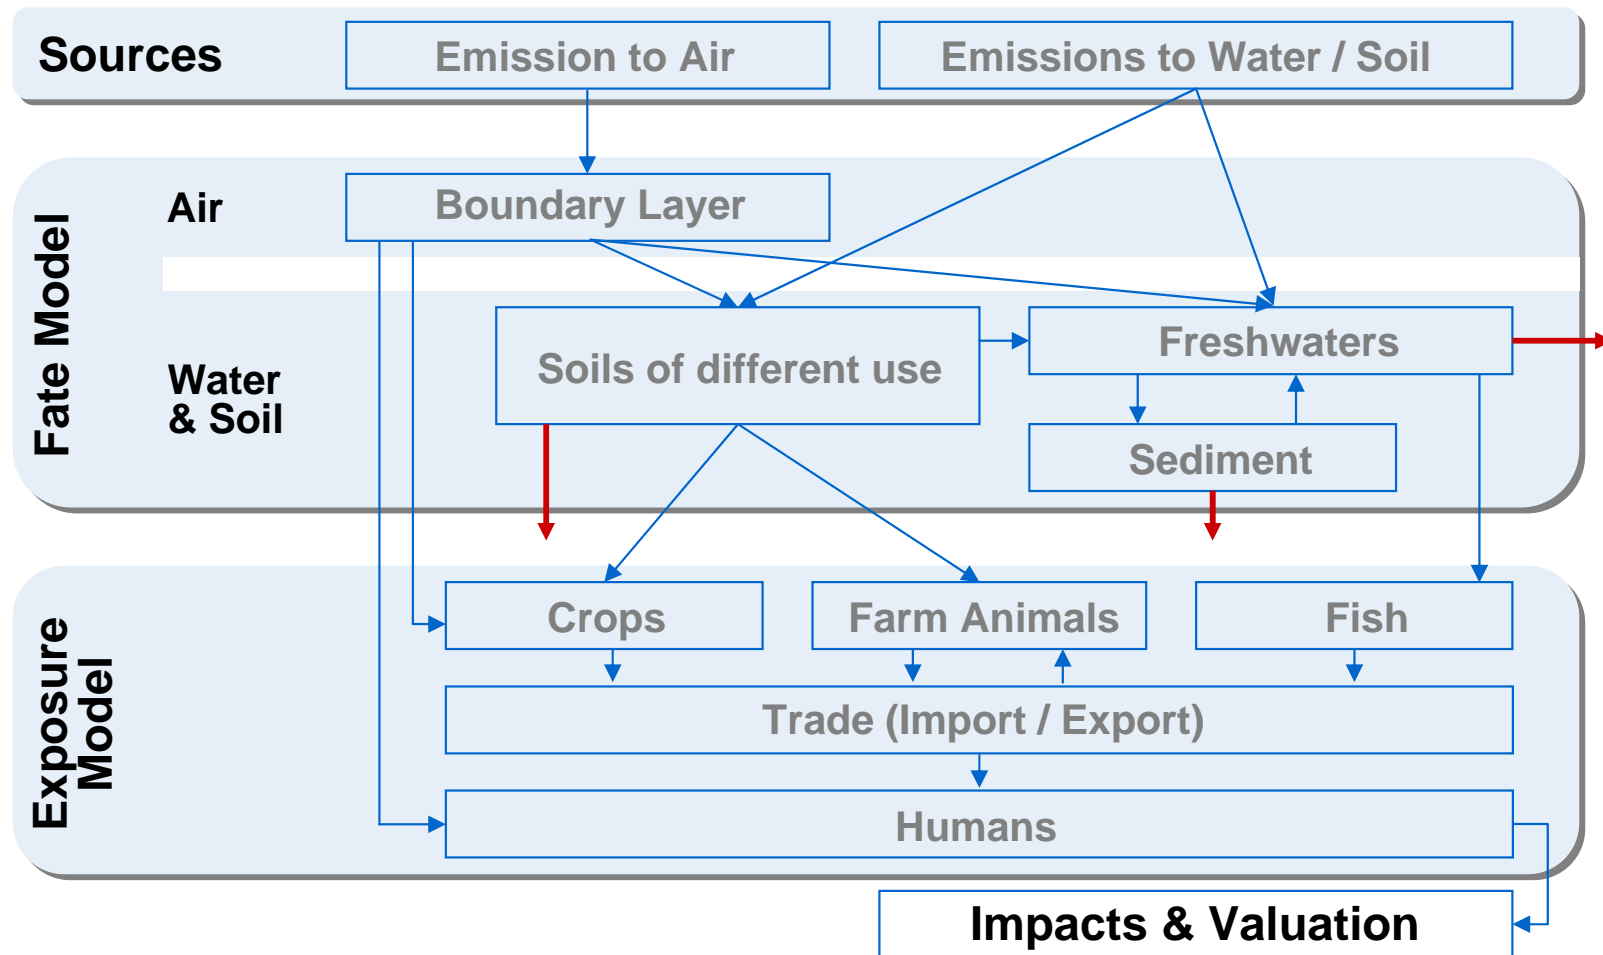 Sources
Emission to Air
Emissions to Water / Soil
Fate Model
Air
Boundary Layer
Water
& Soil
Soils of different use
Freshwaters
Sediment
Exposure
Model
Crops
Farm Animals
Fish
Trade (Import / Export)
Humans
Impacts & Valuation